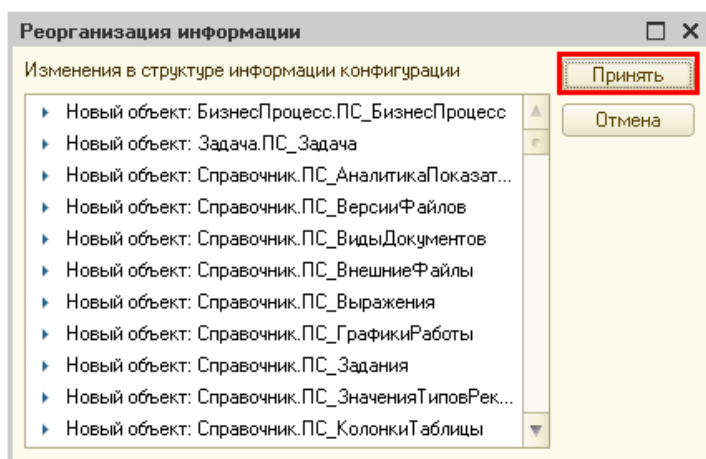 Реорганизация информации
Изменения в структуре информации конфигурации
Принять
Отмена
Новый объект: БизнесПроцесс.ПС_БизнесПроцесс
Новый объект: Задача.ПС_Задача
Новый объект: Справочник.ПС_АналитикаПоказат...
Новый объект: Справочник.ПС_ВерсииФайлов
Новый объект: Справочник.ПС_ВидыДокументов
Новый объект: Справочник.ПС_ВнешниеФайлы
Новый объект: Справочник.ПС_Выражения
Новый объект: Справочник.ПС_ГрафикиРаботы
Новый объект: Справочник.ПС_Задания
Новый объект: Справочник.ПС_ЗначенияТиповРек...
Новый объект: Справочник.ПС_КолонкиТаблицы